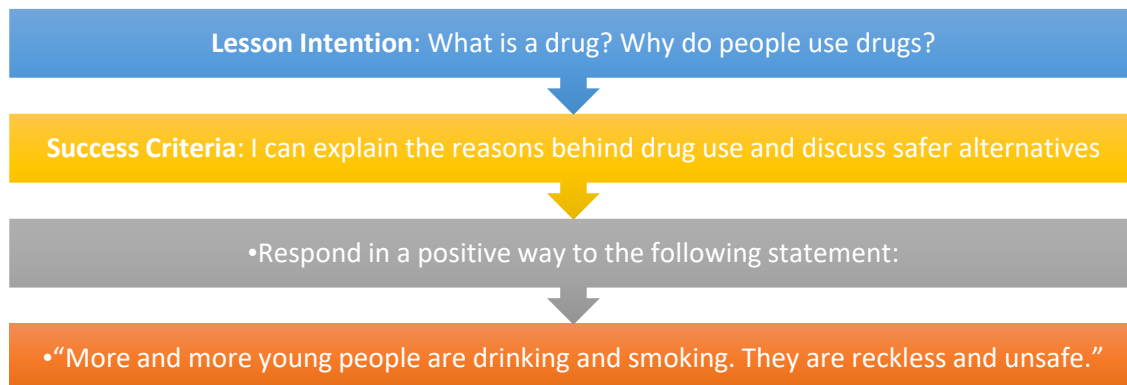 Lesson Intention: What is a drug? Why do people use drugs?
Success Criteria: I can explain the reasons behind drug use and discuss safer alternatives
•Respond in a positive way to the following statement:
•“More and more young people are drinking and smoking. They are reckless and unsafe.”